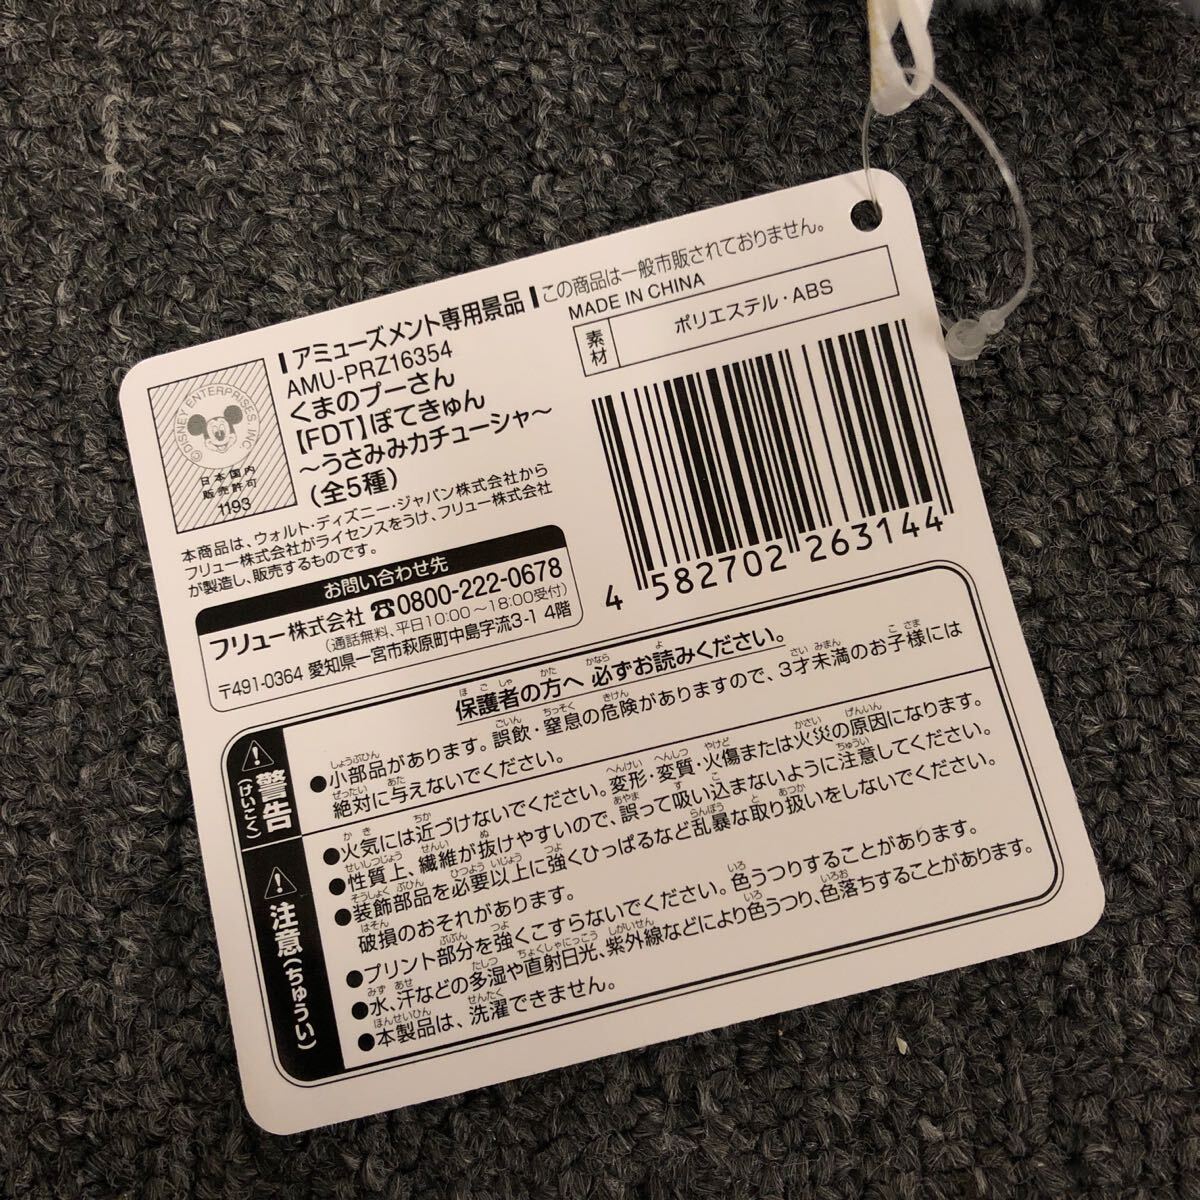 アミューズメント専用景品 この商品は一般市販されておりません。
AMU-PRZ16354
くまのプーさん
【FDT】ぽてきゅん
～うさみみカチューシャ～
(全5種)
MADE IN CHINA
素材 ポリエステル・ABS
©DISNEY ENTERPRISES, INC.
日本国内
販売許可
1193
本商品は、ウォルト・ディズニー・ジャパン株式会社から
フリュー株式会社がライセンスをうけ、フリュー株式会社
が製造し、販売するものです。
4 582702 263144
お問い合わせ先
フリュー株式会社 ☎0800-222-0678
(通話無料、平日10:00～18:00受付)
〒491-0364 愛知県一宮市萩原町中島字流3-1 4階
保護者の方へ 必ずお読みください。
警告(けいこく)
●小部品があります。誤飲・窒息の危険がありますので、3才未満のお子様には
絶対に与えないでください。
注意(ちゅうい)
●火気には近づけないでください。変形・変質・火傷または火災の原因になります。
●性質上、繊維が抜けやすいので、誤って吸い込まないように注意してください。
●装飾部品を必要以上に強くひっぱるなど乱暴な取り扱いをしないでください。
破損のおそれがあります。
●プリント部分を強くこすらないでください。色うつりすることがあります。
●水、汗などの多湿や直射日光、紫外線などにより色うつり、色落ちすることがあります。
●本製品は、洗濯できません。